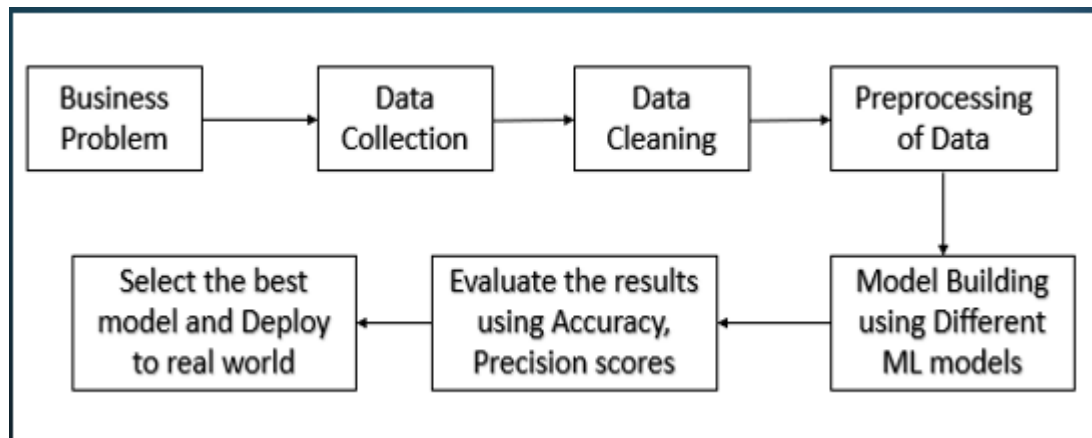 Business
Problem
Data
Collection
Data
Cleaning
Preprocessing
of Data
Model Building
using Different
ML models
Evaluate the results
using Accuracy,
Precision scores
Select the best
model and Deploy
to real world